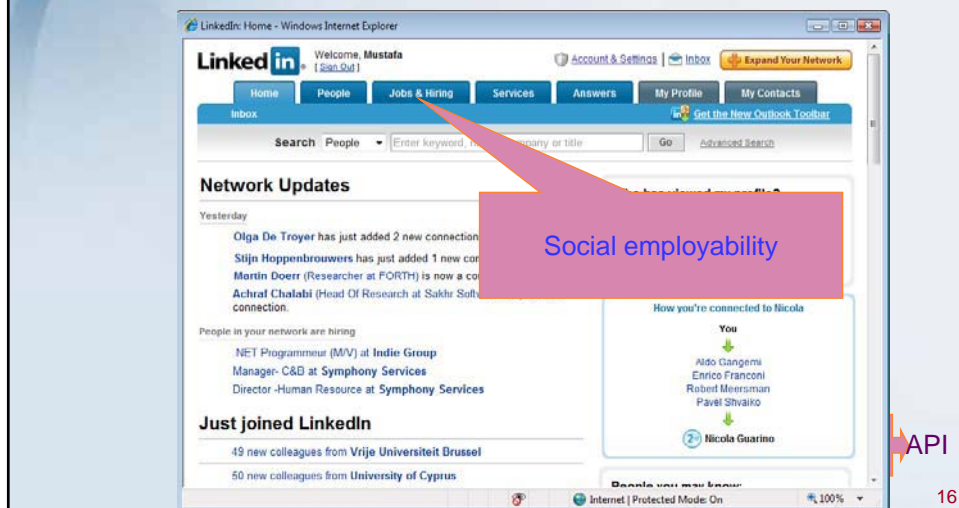 LinkedIn: Home - Windows Internet Explorer
Linked in. Welcome, Mustafa
[ Sign Out ]
Account & Settings | Inbox Expand Your Network
Home People Jobs & Hiring Services Answers My Profile My Contacts
Inbox Get the New Outlook Toolbar
Search People Enter keyword, company or title Go Advanced Search
Network Updates
has viewed my profile?
Yesterday
Olga De Troyer has just added 2 new connection
Stijn Hoppenbrouwers has just added 1 new con
Martin Doerr (Researcher at FORTH) is now a co
Achraf Chalabi (Head Of Research at Sakhr Soft
connection.
Social employability
How you're connected to Nicola
You
Aldo Gangemi
Enrico Franconi
Robert Meersman
Pavel Shvaiko
2nd Nicola Guarino
People in your network are hiring
.NET Programmeur (M/V) at Indie Group
Manager- C&B at Symphony Services
Director -Human Resource at Symphony Services
Just joined LinkedIn
49 new colleagues from Vrije Universiteit Brussel
50 new colleagues from University of Cyprus
People you may know:
API
Internet | Protected Mode: On 100%
16